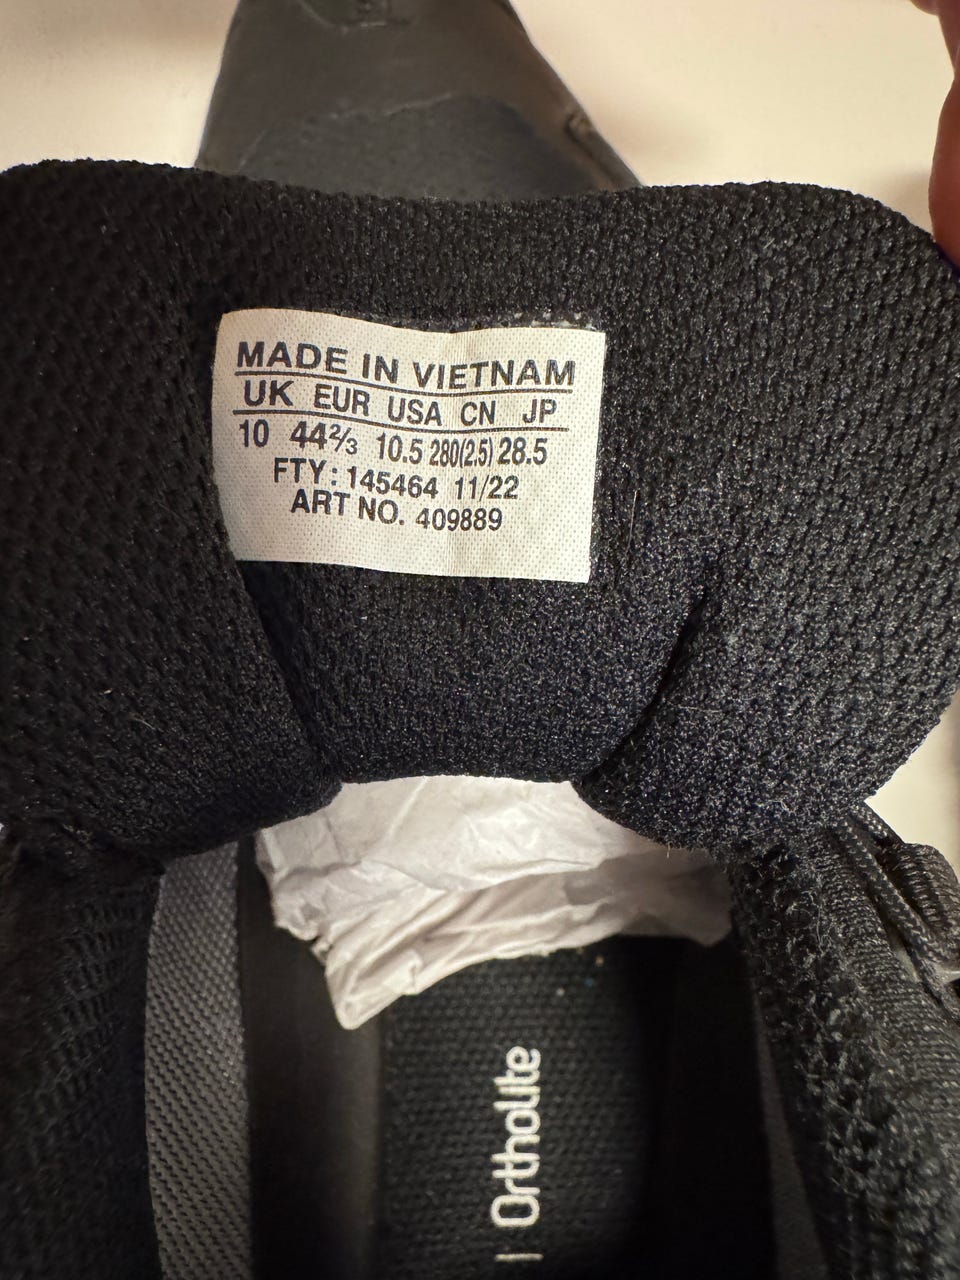 MADE IN VIETNAM
UK EUR USA CN JP
10 44⅔ 10.5 280(2.5) 28.5
FTY: 145464 11/22
ART NO. 409889
Ortholite